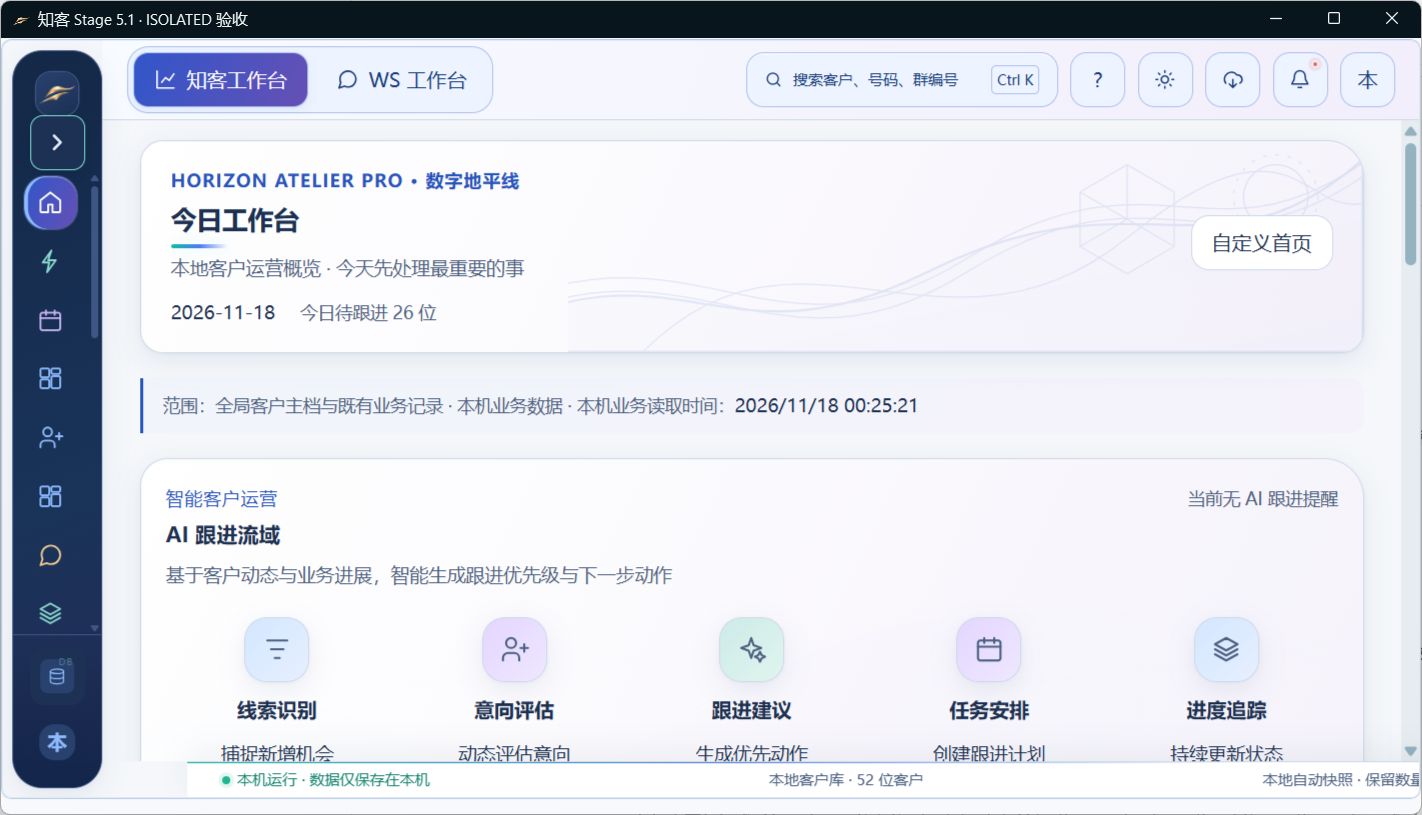 知客 Stage 5.1 · ISOLATED 验收
知客工作台
WS 工作台
搜索客户、号码、群编号
Ctrl K
?
本
HORIZON ATELIER PRO • 数字地平线
今日工作台
本地客户运营概览 · 今天先处理最重要的事
2026-11-18 今日待跟进 26 位
自定义首页
范围：全局客户主档与既有业务记录 · 本机业务数据 · 本机业务读取时间：2026/11/18 00:25:21
智能客户运营
当前无 AI 跟进提醒
AI 跟进流域
基于客户动态与业务进展，智能生成跟进优先级与下一步动作
线索识别
意向评估
跟进建议
任务安排
进度追踪
捕捉新增机会
动态评估意向
生成优先动作
创建跟进计划
持续更新状态
DB
本
本机运行 · 数据仅保存在本机
本地客户库 · 52 位客户
本地自动快照 · 保留数量